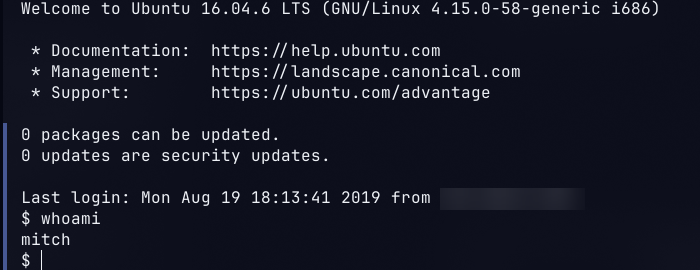 Welcome to Ubuntu 16.04.6 LTS (GNU/Linux 4.15.0-58-generic i686)
* Documentation:  https://help.ubuntu.com
* Management:     https://landscape.canonical.com
* Support:        https://ubuntu.com/advantage
0 packages can be updated.
0 updates are security updates.
Last login: Mon Aug 19 18:13:41 2019 from
$ whoami
mitch
$